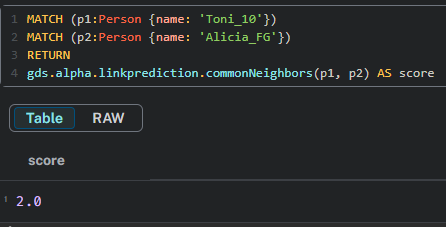 1 MATCH (p1:Person {name: 'Toni_10'})
2 MATCH (p2:Person {name: 'Alicia_FG'})
3 RETURN
4 gds.alpha.linkprediction.commonNeighbors(p1, p2) AS score
Table RAW
score
1 2.0